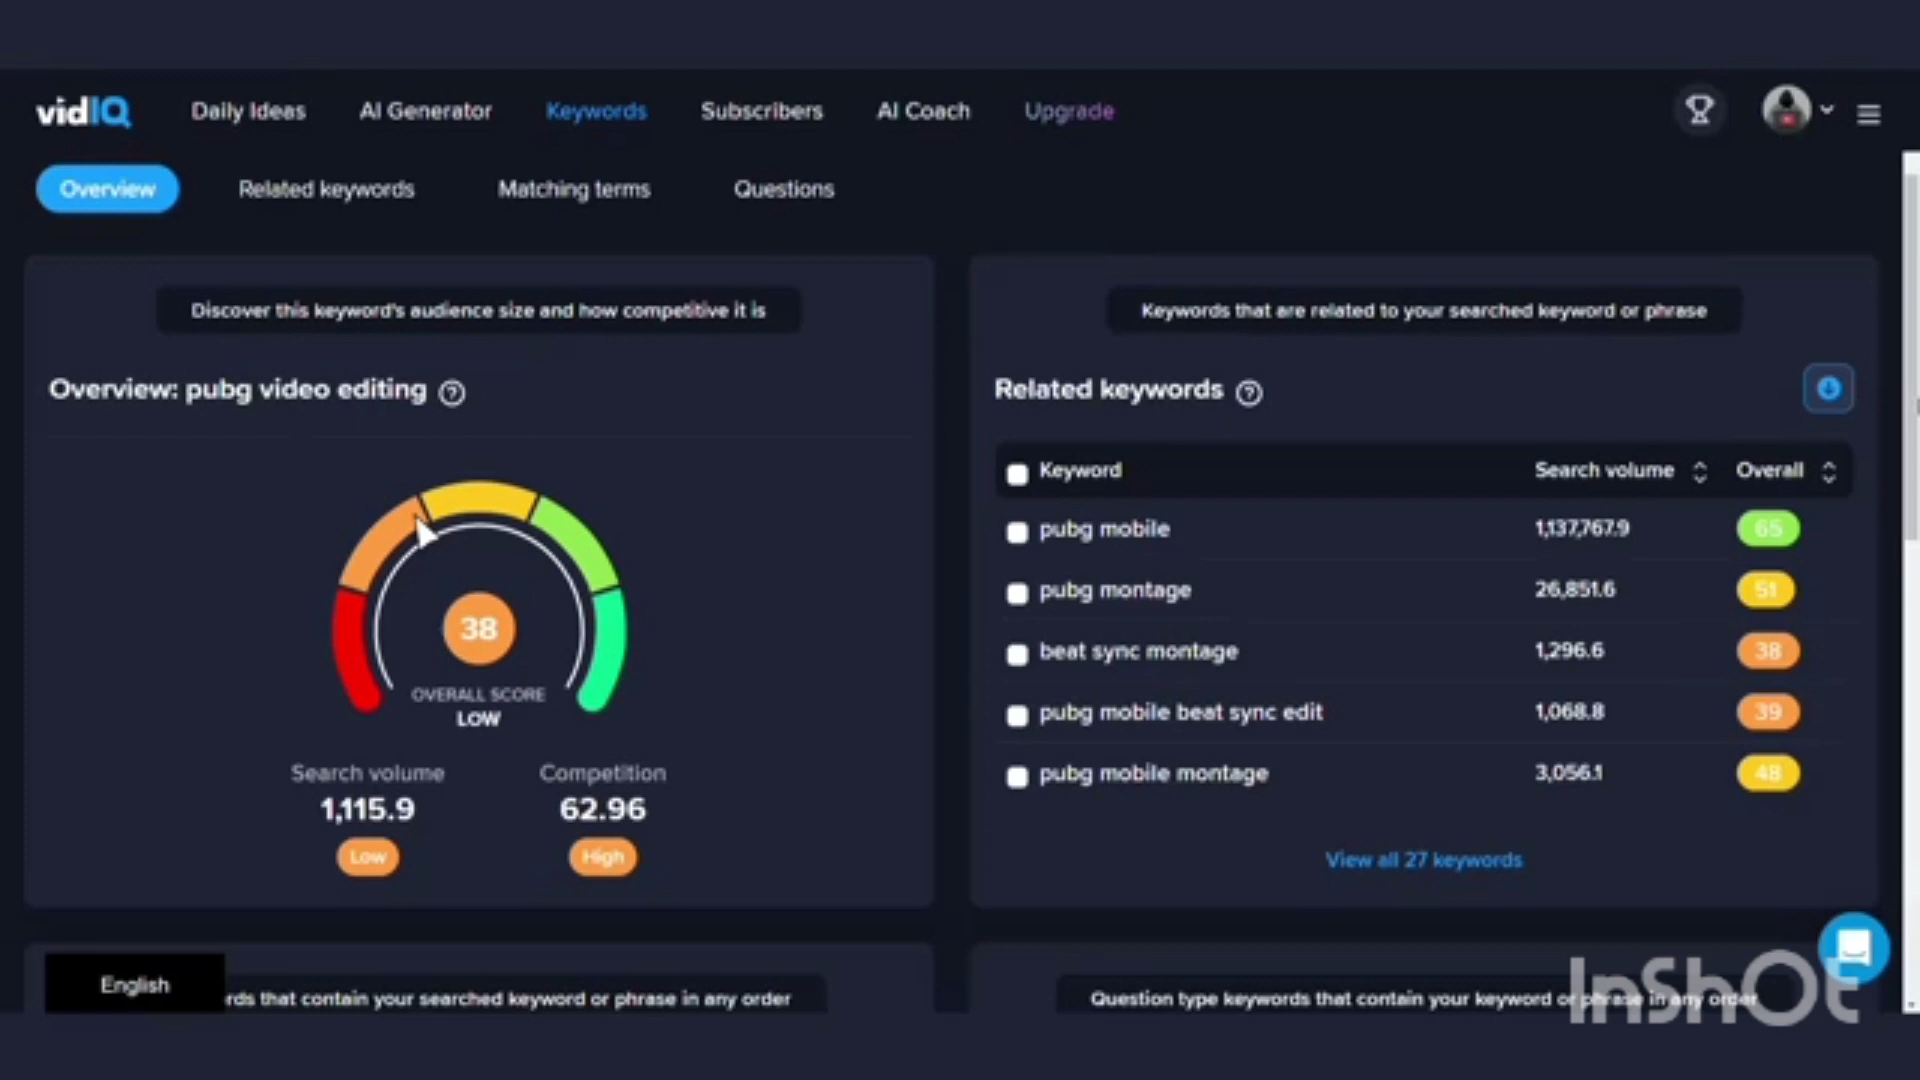 vidIQ Daily Ideas AI Generator Keywords Subscribers AI Coach Upgrade
Overview Related keywords Matching terms Questions
Discover this keyword's audience size and how competitive it is
Overview: pubg video editing ?
38
OVERALL SCORE
LOW
Search volume Competition
1,115.9 62.96
Low High
Keywords that are related to your searched keyword or phrase
Related keywords ?
Keyword Search volume Overall
pubg mobile 1,137,767.9 65
pubg montage 26,851.6 51
beat sync montage 1,296.6 38
pubg mobile beat sync edit 1,068.8 39
pubg mobile montage 3,056.1 48
View all 27 keywords
English
rds that contain your searched keyword or phrase in any order
Question type keywords that contain your keyword or phrase in any order
InShOt